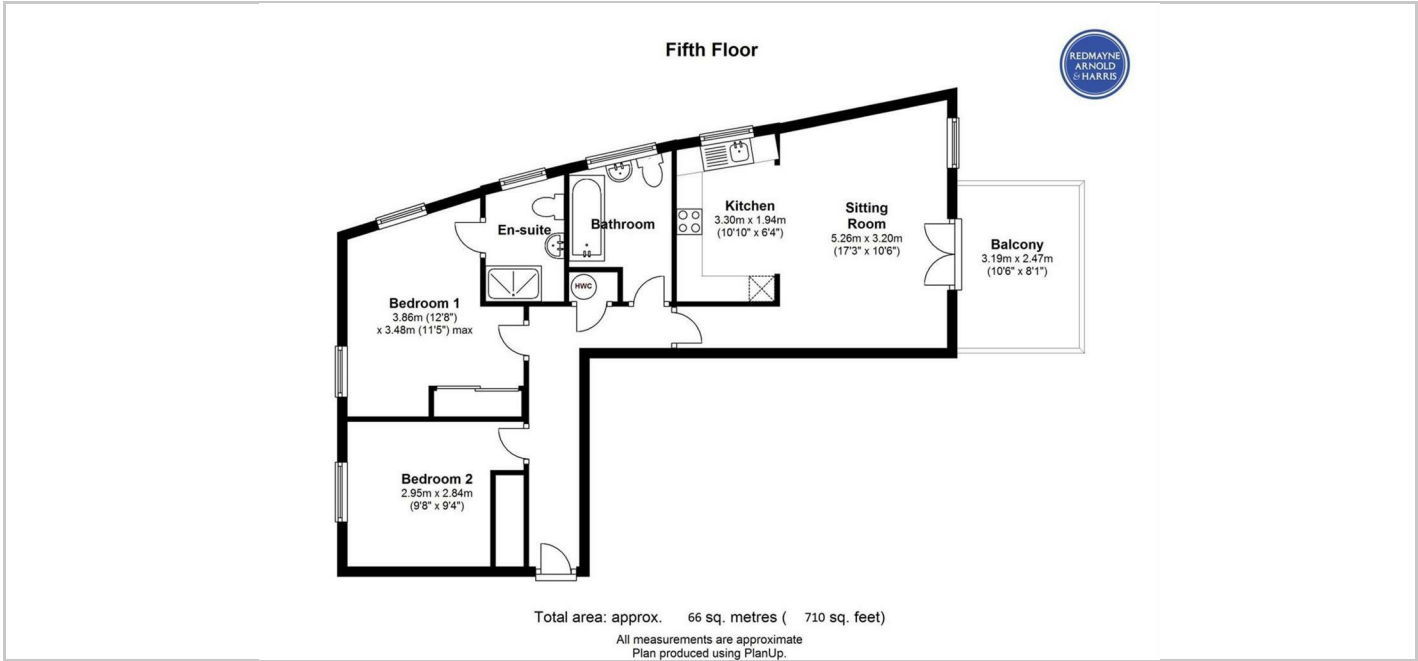 Fifth Floor
REDMAYNE
ARNOLD
& HARRIS
Kitchen
3.30m x 1.94m
(10'10" x 6'4")
Sitting
Room
5.26m x 3.20m
(17'3" x 10'6")
Balcony
3.19m x 2.47m
(10'6" x 8'1")
En-suite
Bathroom
HWC
Bedroom 1
3.86m (12'8")
x 3.48m (11'5") max
Bedroom 2
2.95m x 2.84m
(9'8" x 9'4")
Total area: approx. 66 sq. metres ( 710 sq. feet)
All measurements are approximate
Plan produced using PlanUp.